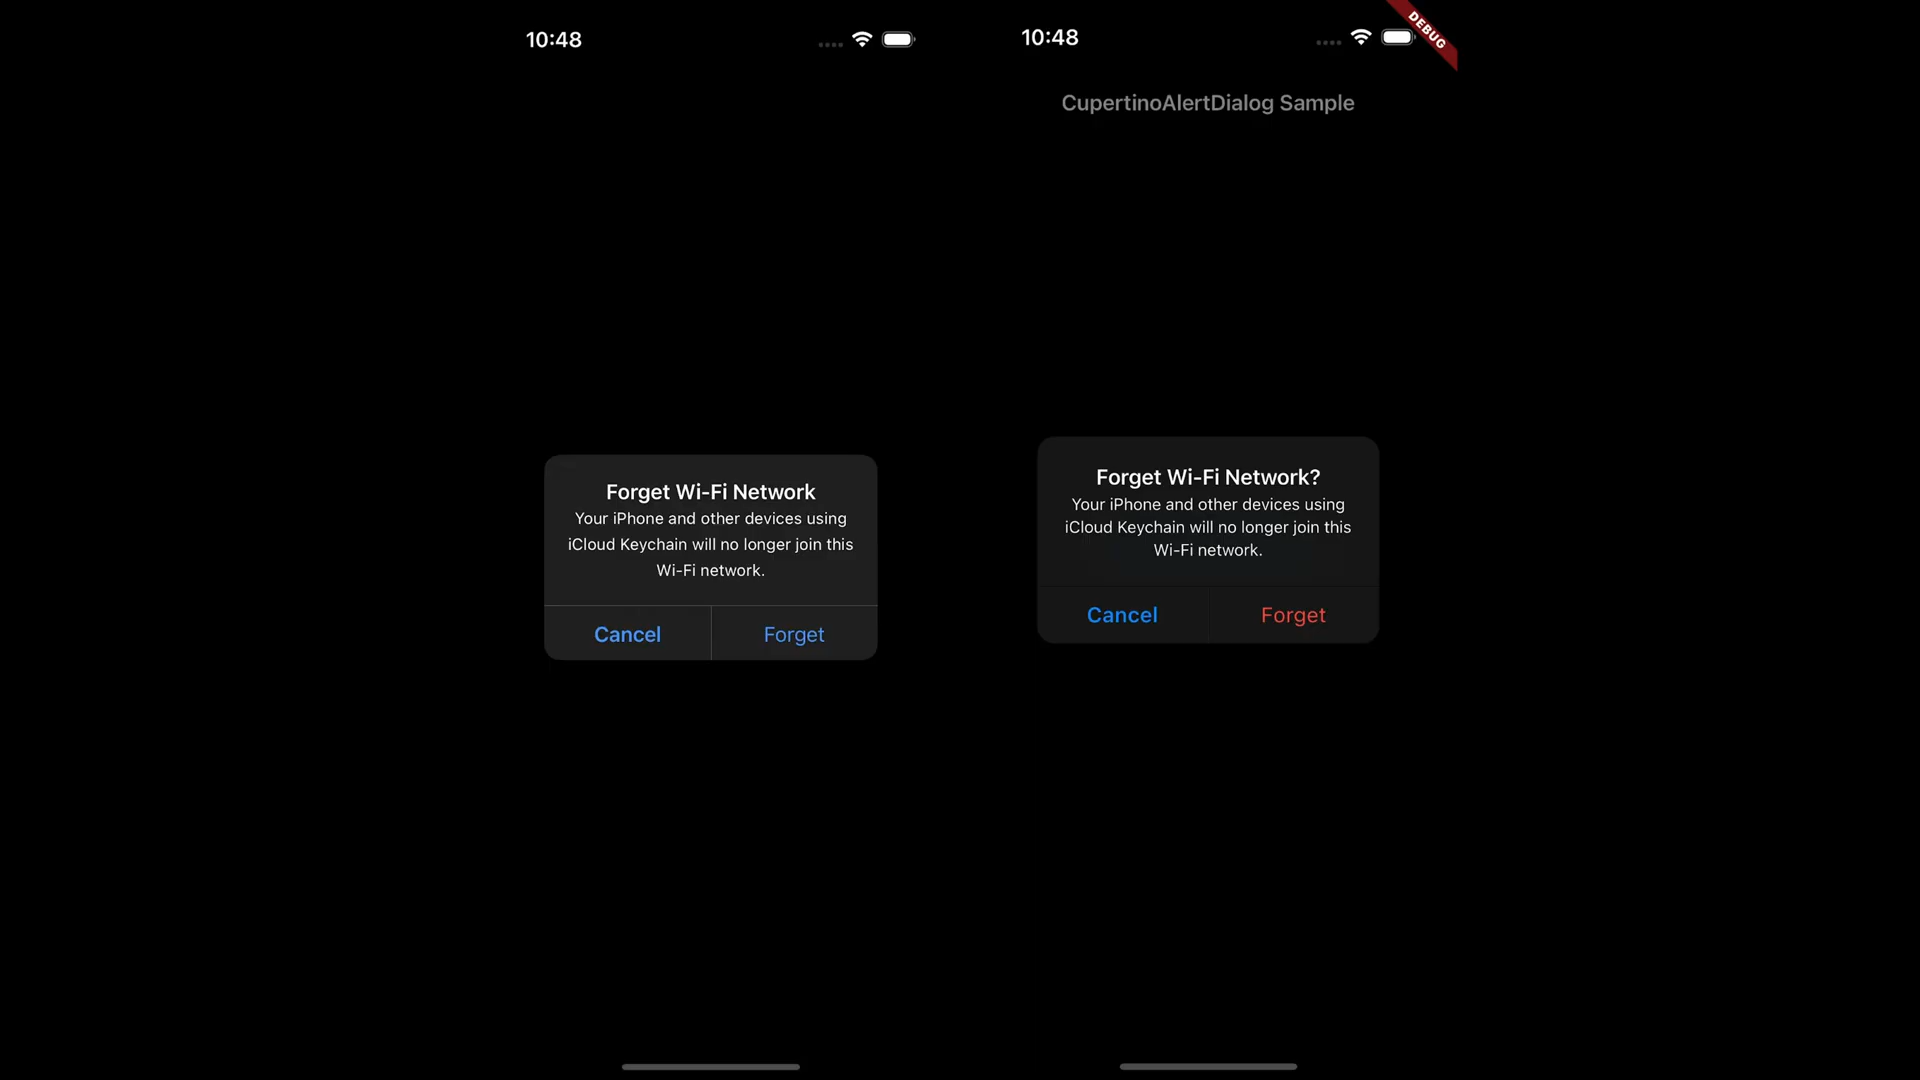 10:48
Forget Wi-Fi Network
Your iPhone and other devices using
iCloud Keychain will no longer join this
Wi-Fi network.
Cancel
Forget
10:48
DEBUG
CupertinoAlertDialog Sample
Forget Wi-Fi Network?
Your iPhone and other devices using
iCloud Keychain will no longer join this
Wi-Fi network.
Cancel
Forget